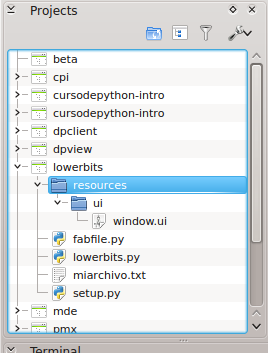 Projects
beta
cpi
cursodepython-intro
cursodepython-intro
dpclient
dpview
lowerbits
resources
ui
window.ui
fabfile.py
lowerbits.py
miarchivo.txt
setup.py
mde
pmx
Terminal